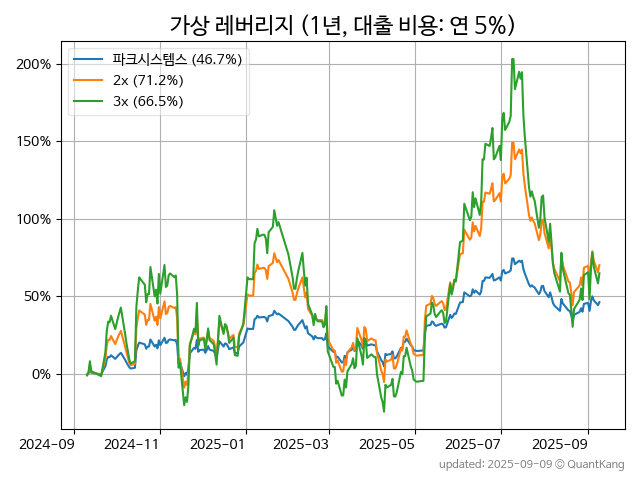 가상 레버리지 (1년, 대출 비용: 연 5%)
파크시스템스 (46.7%)
2x (71.2%)
3x (66.5%)
200%
150%
100%
50%
0%
2024-09 2024-11 2025-01 2025-03 2025-05 2025-07 2025-09
updated: 2025-09-09 © QuantKang